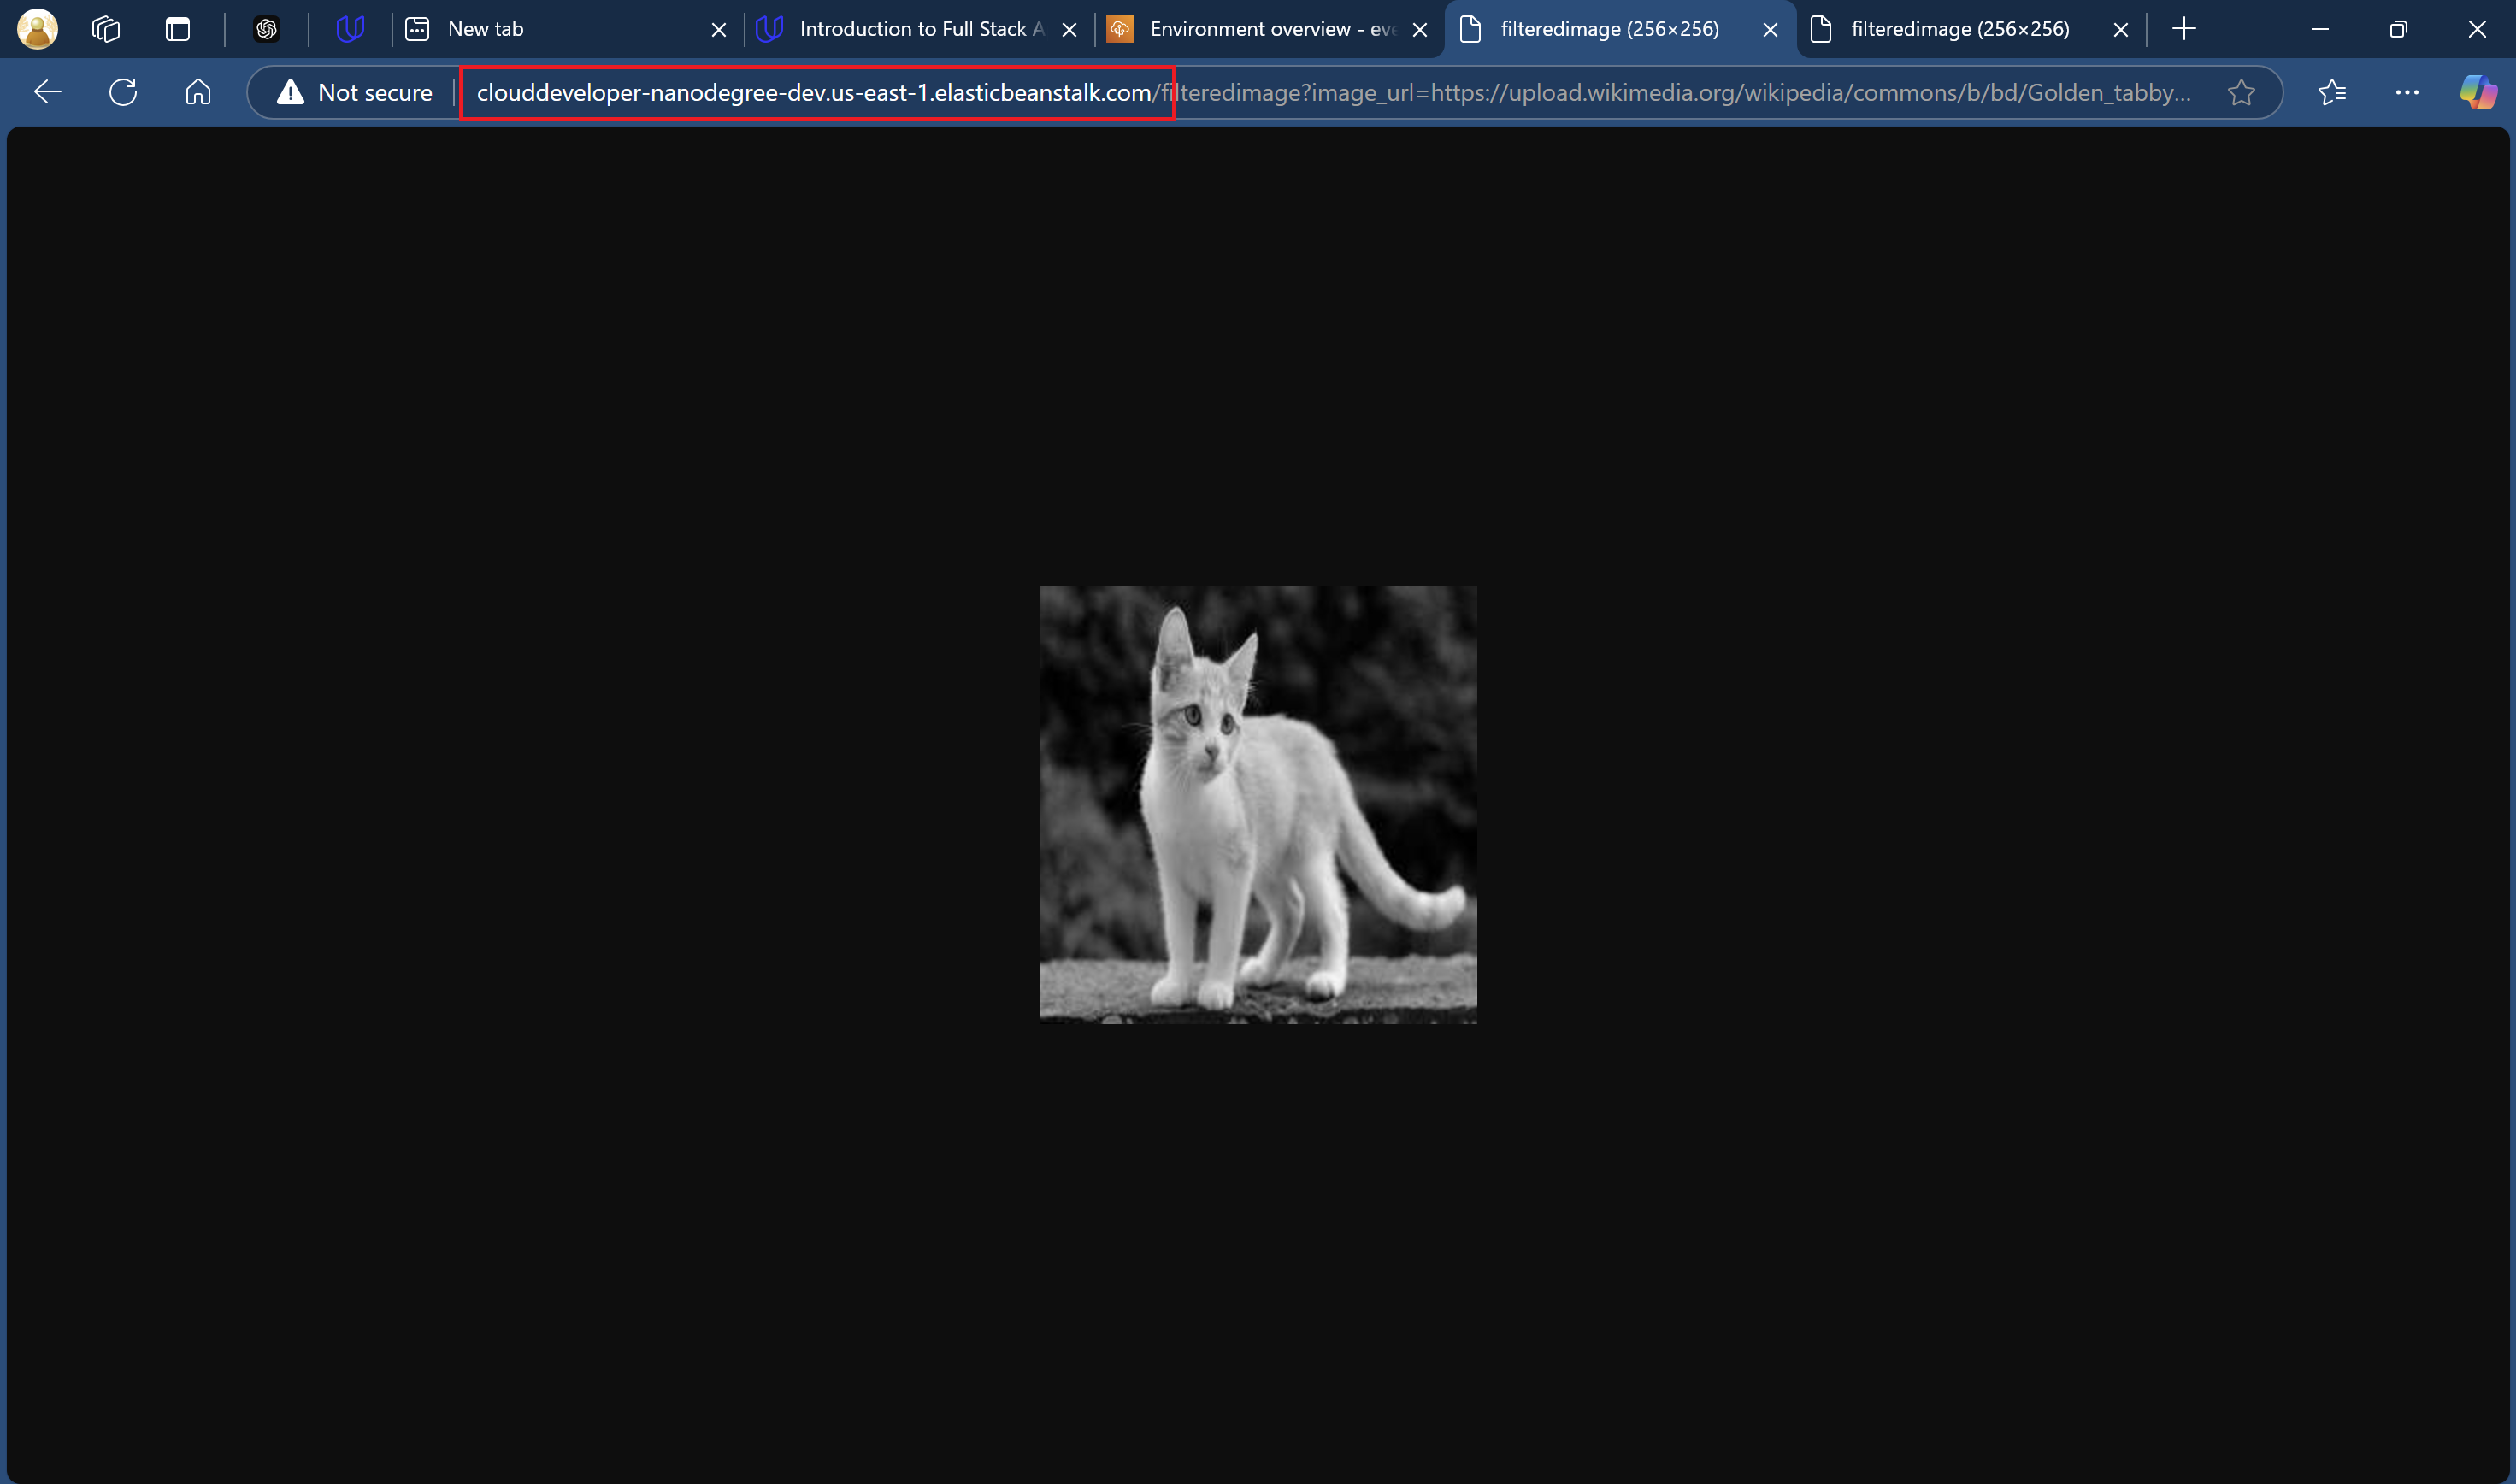 New tab
Introduction to Full Stack A
Environment overview - eve
filteredimage (256×256)
filteredimage (256×256)
Not secure
clouddeveloper-nanodegree-dev.us-east-1.elasticbeanstalk.com/filteredimage?image_url=https://upload.wikimedia.org/wikipedia/commons/b/bd/Golden_tabby...